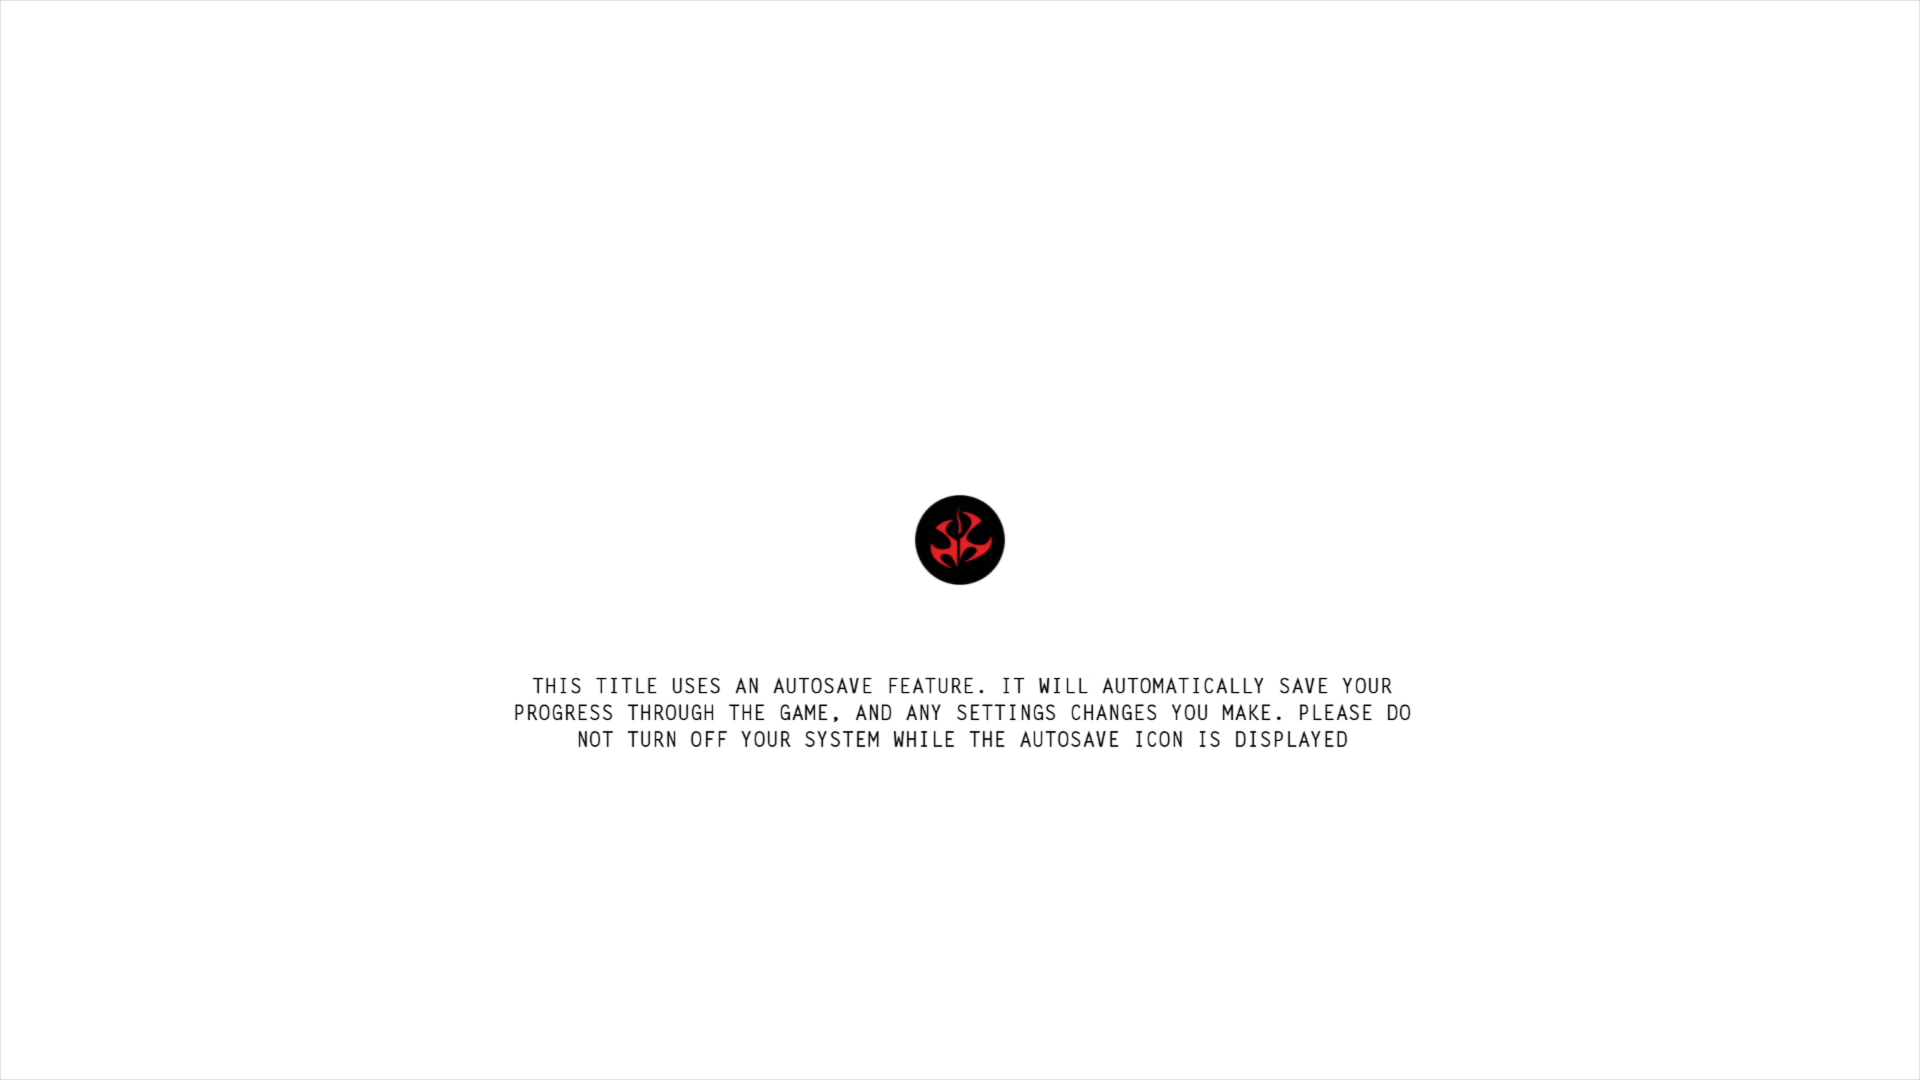 THIS TITLE USES AN AUTOSAVE FEATURE. IT WILL AUTOMATICALLY SAVE YOUR
PROGRESS THROUGH THE GAME, AND ANY SETTINGS CHANGES YOU MAKE. PLEASE DO
NOT TURN OFF YOUR SYSTEM WHILE THE AUTOSAVE ICON IS DISPLAYED